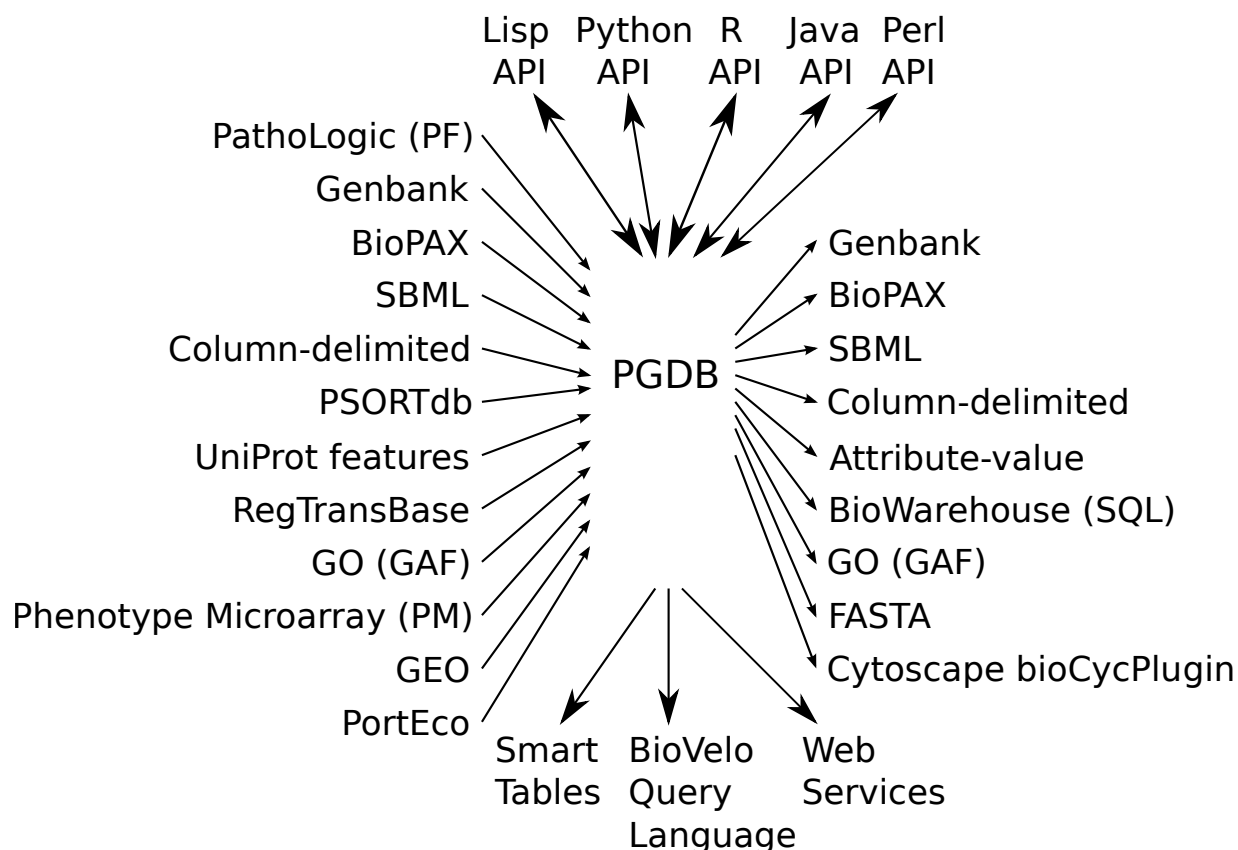 Lisp Python R Java Perl
API API API API API
PathoLogic (PF)
Genbank
BioPAX
SBML
Column-delimited
PSORTdb
UniProt features
RegTransBase
GO (GAF)
Phenotype Microarray (PM)
GEO
PortEco
PGDB
Genbank
BioPAX
SBML
Column-delimited
Attribute-value
BioWarehouse (SQL)
GO (GAF)
FASTA
Cytoscape bioCycPlugin
Smart
Tables
BioVelo
Query
Language
Web
Services